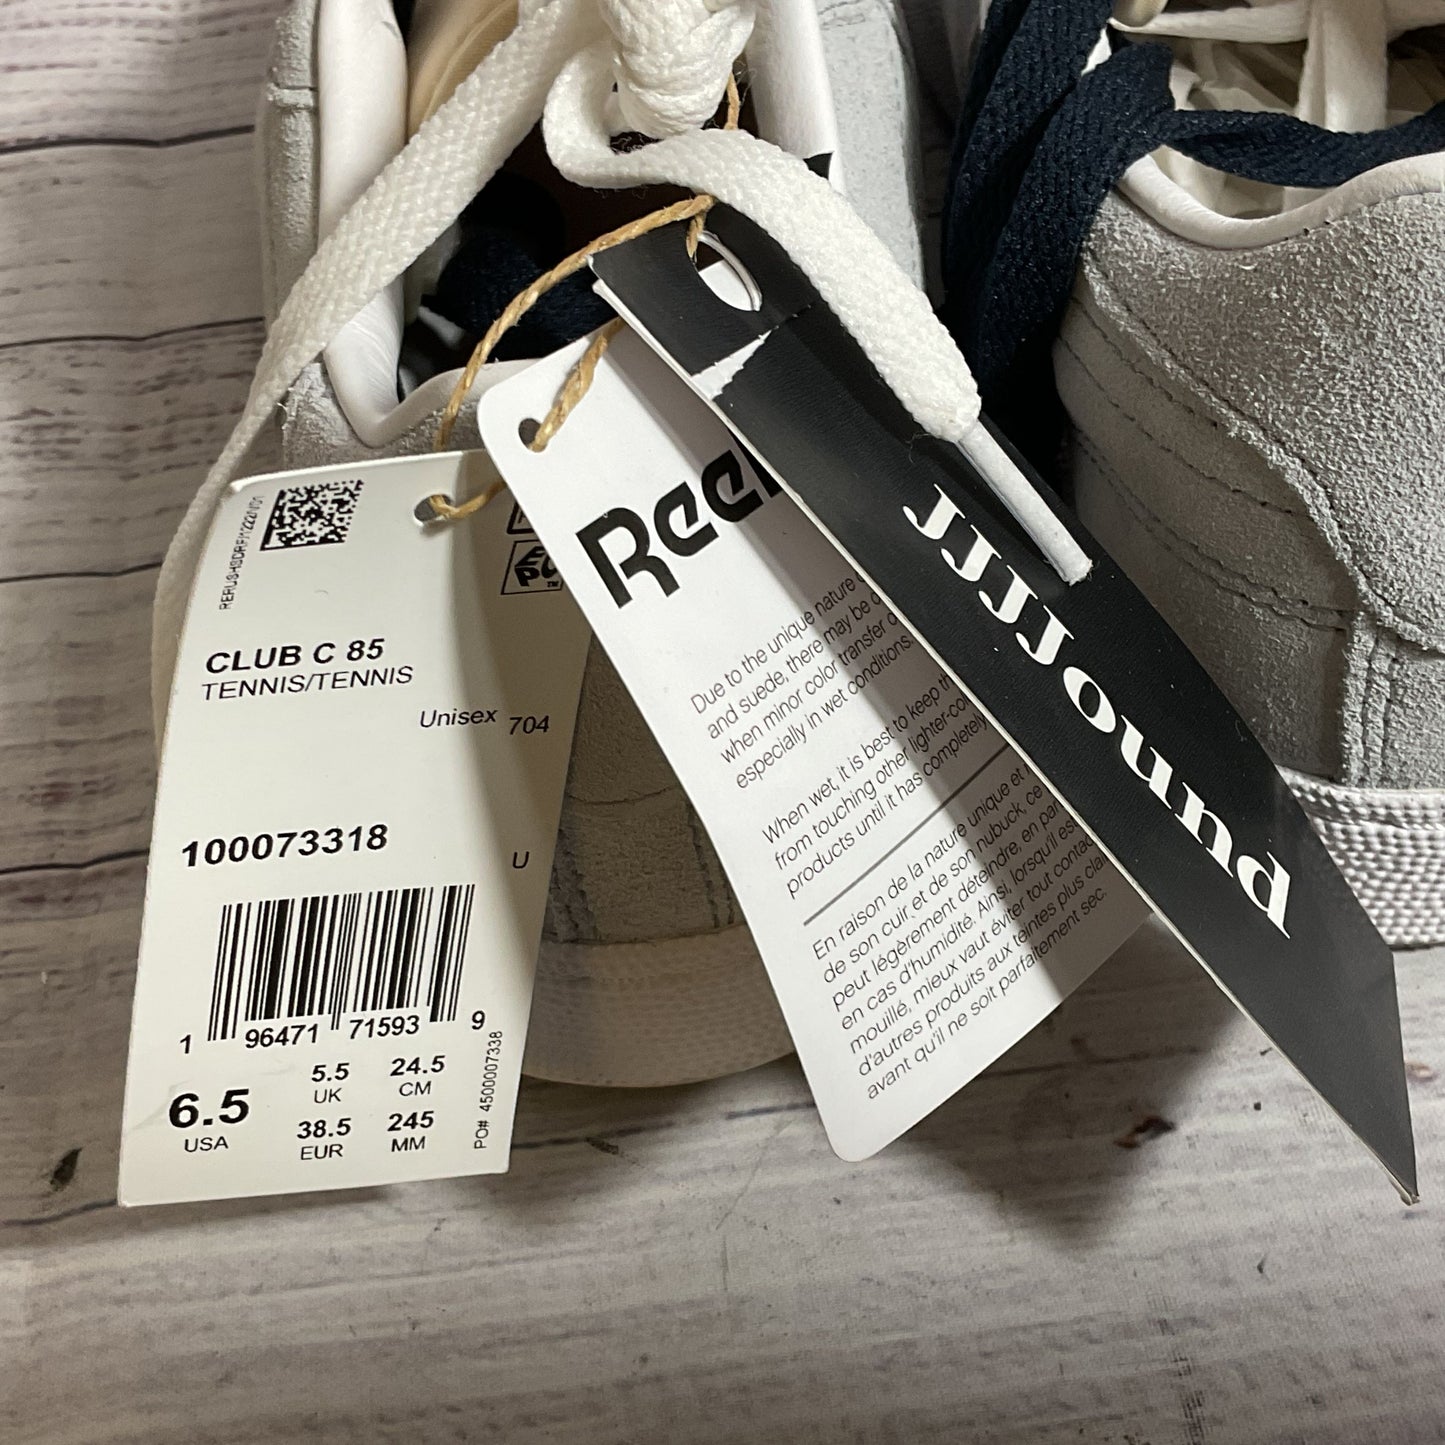 RERUSHSDRF/1222/V01
CLUB C 85
TENNIS/TENNIS
Unisex 704
100073318
U
1 96471 71593 9
6.5
USA
5.5
UK
24.5
CM
38.5
EUR
245
MM
PO# 4500007338
Ree
Due to the unique nature
and suede, there may be
when minor color transfer
especially in wet conditions.
When wet, it is best to keep
from touching other lighter-
products until it has completely
En raison de la nature unique et
de son cuir et de son nubuck, ce
peut légèrement déteindre, en
en cas d'humidité. Ainsi, lorsqu'il
mouillé, mieux vaut éviter tout
d'autres produits aux teintes plus
avant qu'il ne soit parfaitement sec.
JJJJound